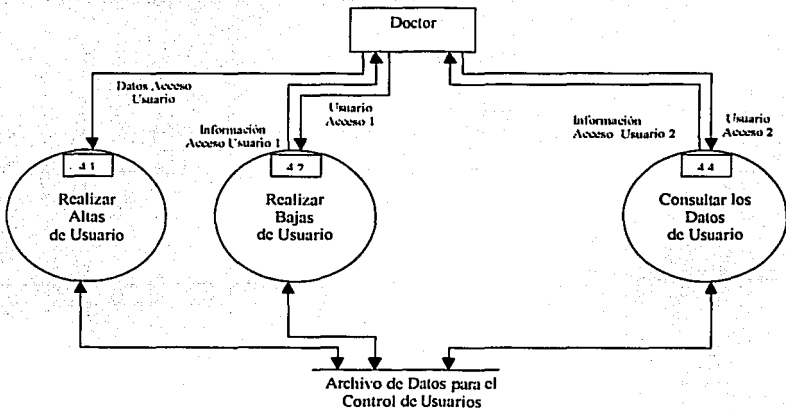 Doctor
Datos Acceso
Usuario
Información
Acceso Usuario 1
Usuario
Acceso 1
Información
Acceso Usuario 2
Usuario
Acceso 2
4.1
Realizar
Altas
de Usuario
4.2
Realizar
Bajas
de Usuario
4.4
Consultar los
Datos
de Usuario
Archivo de Datos para el
Control de Usuarios